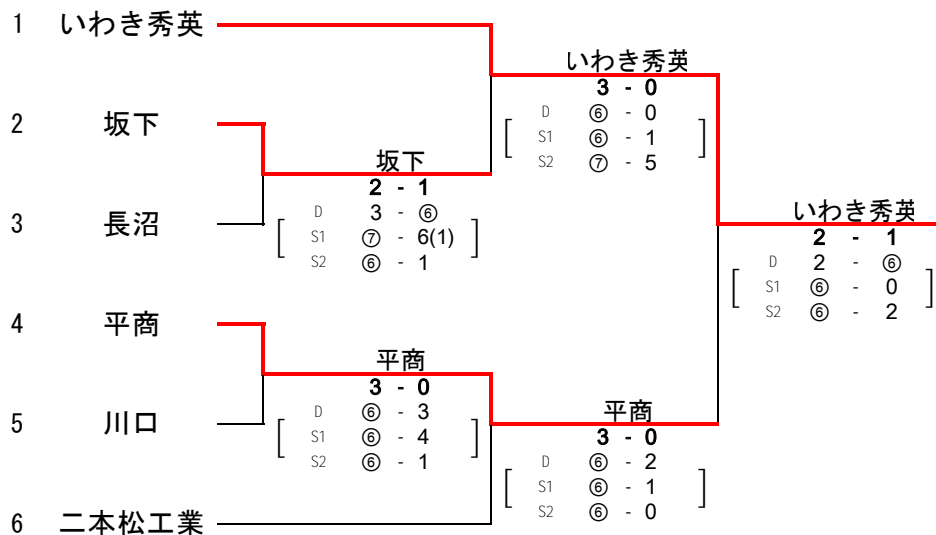 1 いわき秀英
いわき秀英
3 - 0
D ⑥ - 0
S1 ⑥ - 1
S2 ⑦ - 5
2 坂下
坂下
2 - 1
D 3 - ⑥
S1 ⑦ - 6(1)
S2 ⑥ - 1
3 長沼
いわき秀英
2 - 1
D 2 - ⑥
S1 ⑥ - 0
S2 ⑥ - 2
4 平商
平商
3 - 0
D ⑥ - 3
S1 ⑥ - 4
S2 ⑥ - 1
5 川口
平商
3 - 0
D ⑥ - 2
S1 ⑥ - 1
S2 ⑥ - 0
6 二本松工業